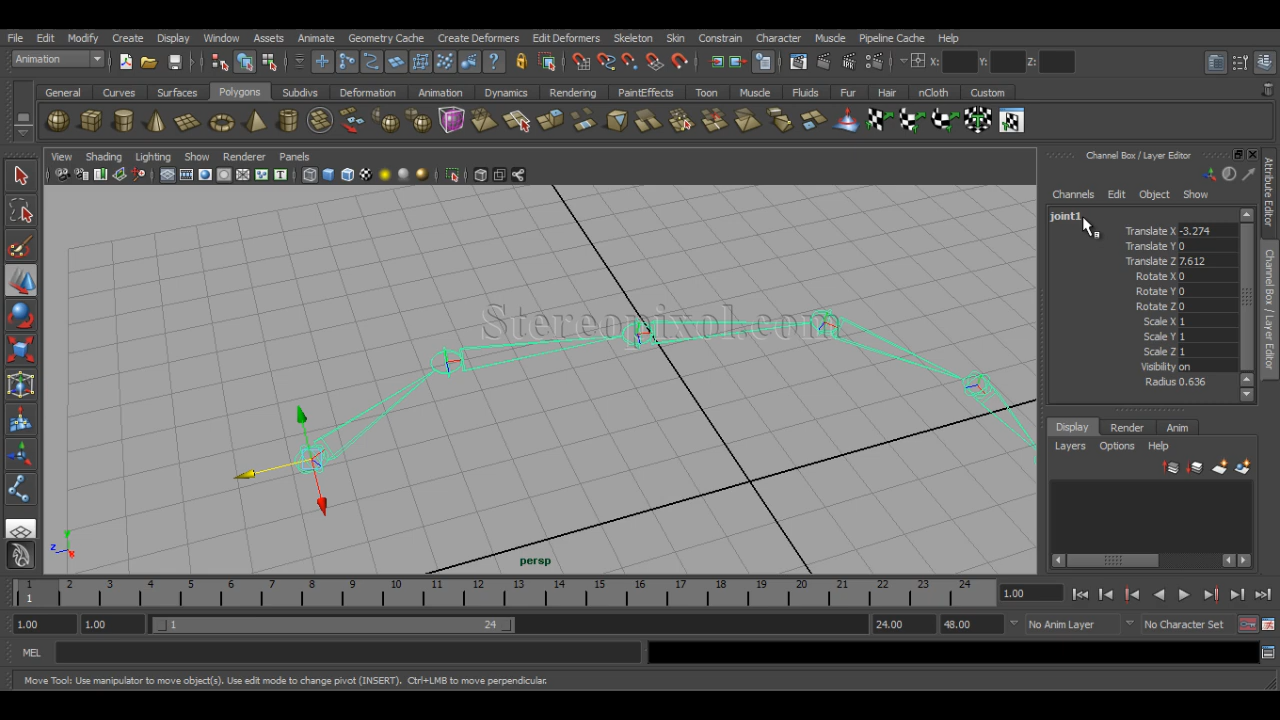 File Edit Modify Create Display Window Assets Animate Geometry Cache Create Deformers Edit Deformers Skeleton Skin Constrain Character Muscle Pipeline Cache Help
Animation X: Y: Z:
General Curves Surfaces Polygons Subdivs Deformation Animation Dynamics Rendering PaintEffects Toon Muscle Fluids Fur Hair nCloth Custom
View Shading Lighting Show Renderer Panels
Channel Box / Layer Editor
Channels Edit Object Show
joint1
Translate X -3.274
Translate Y 0
Translate Z 7.612
Rotate X 0
Rotate Y 0
Rotate Z 0
Scale X 1
Scale Y 1
Scale Z 1
Visibility on
Radius 0.636
Attribute Editor
Channel Box / Layer Editor
Stereopixol.com
Display Render Anim
Layers Options Help
z y x
persp
1 2 3 4 5 6 7 8 9 10 11 12 13 14 15 16 17 18 19 20 21 22 23 24
1 1.00
1.00 1.00 1 24 24.00 48.00 No Anim Layer No Character Set
MEL
Move Tool: Use manipulator to move object(s). Use edit mode to change pivot (INSERT). Ctrl+LMB to move perpendicular.